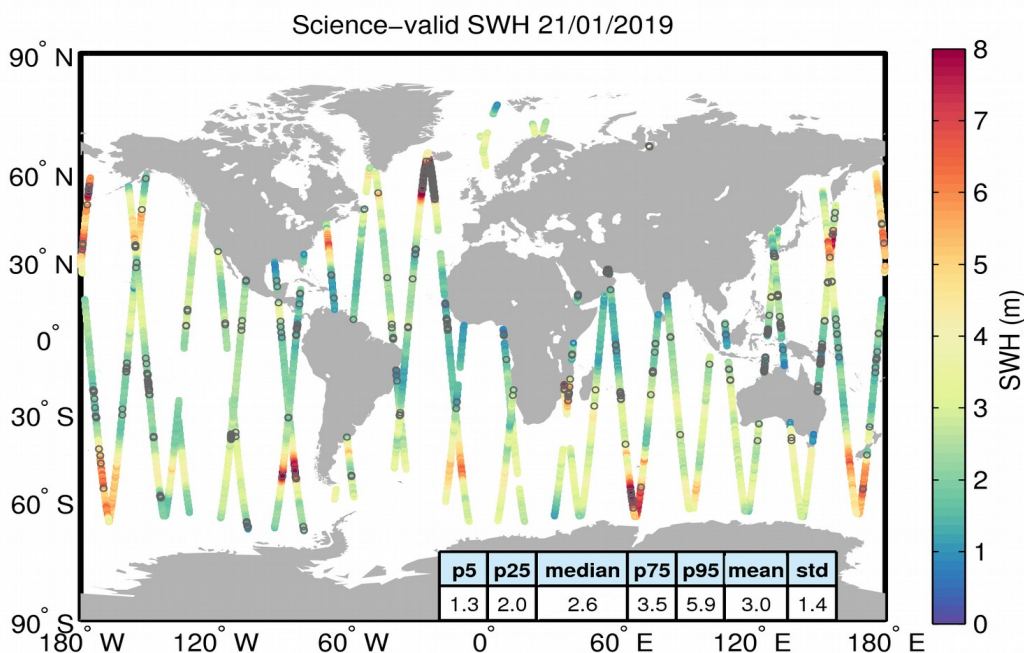 Science−valid SWH 21/01/2019
90° N
60° N
30° N
0°
30° S
60° S
90° S
180° W
120° W
60° W
0°
60° E
120° E
180° E
p5 p25 median p75 p95 mean std
1.3 2.0 2.6 3.5 5.9 3.0 1.4
8
7
6
5
4
3
2
1
0
SWH (m)